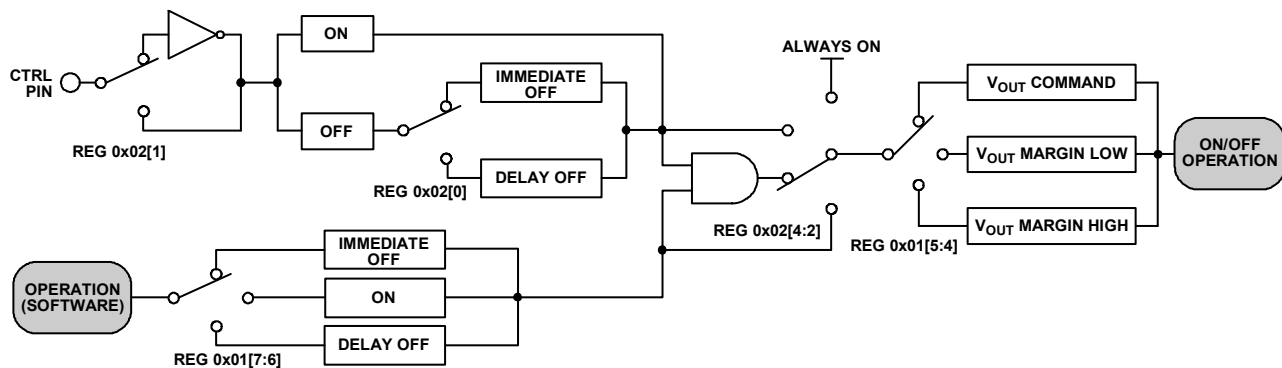 CTRL
PIN
REG 0x02[1]
ON
OFF
IMMEDIATE
OFF
DELAY OFF
REG 0x02[0]
ALWAYS ON
REG 0x02[4:2]
VOUT COMMAND
VOUT MARGIN LOW
VOUT MARGIN HIGH
REG 0x01[5:4]
ON/OFF
OPERATION
OPERATION
(SOFTWARE)
IMMEDIATE
OFF
ON
DELAY OFF
REG 0x01[7:6]